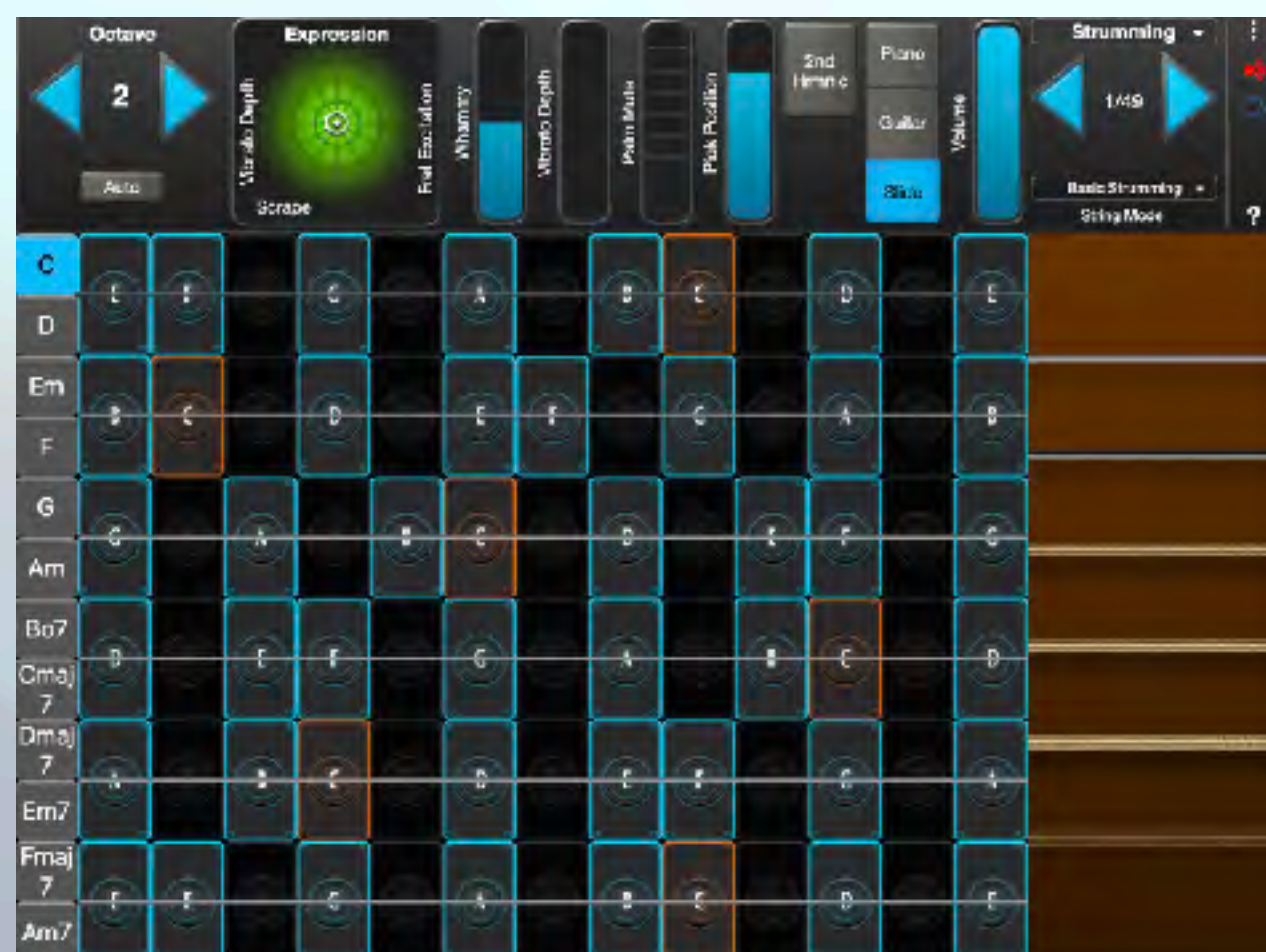 Octave
2
Auto
Expression
Vibrato Depth
Fret Excitation
Scrape
Whammy
Vibrato Depth
Palm Mute
Pick Position
2nd
Hrmnc
Piano
Guitar
Slide
Volume
Strumming
1/49
Basic Strumming
String Mode
?
C
E F G A B C D E
D
Em
B C D E F G A B
F
G
G A B C D E F G
Am
Bo7
D E F G A B C D
Cmaj
7
Dmaj
7
A B C D E F G A
Em7
Fmaj
7
E F G A B C D E
Am7